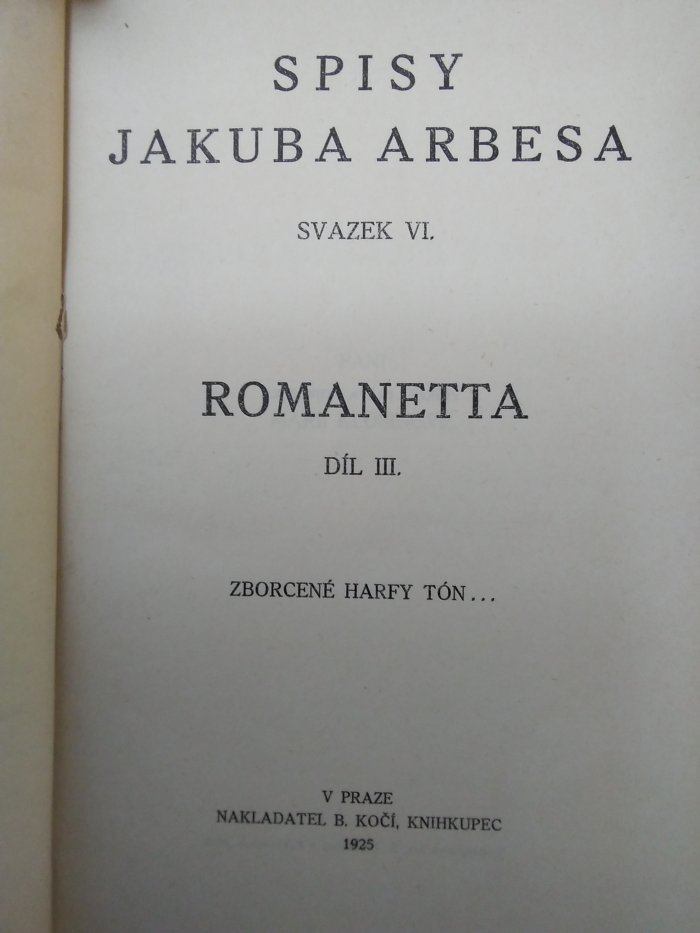 SPISY
JAKUBA ARBESA
SVAZEK VI.
ROMANETTA
DÍL III.
ZBORCENÉ HARFY TÓN...
V PRAZE
NAKLADATEL B. KOČÍ, KNIHKUPEC
1925